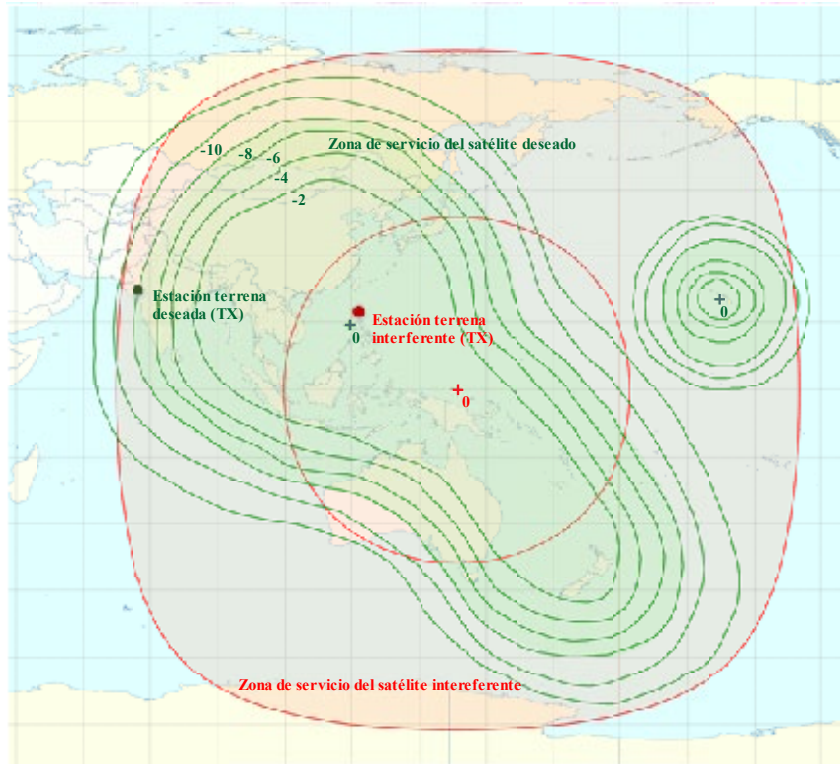 Zona de servicio del satélite deseado
-10
-8
-6
-4
-2
Estación terrena
deseada (TX)
Estación terrena
interferente (TX)
0
0
0
Zona de servicio del satélite intereferente